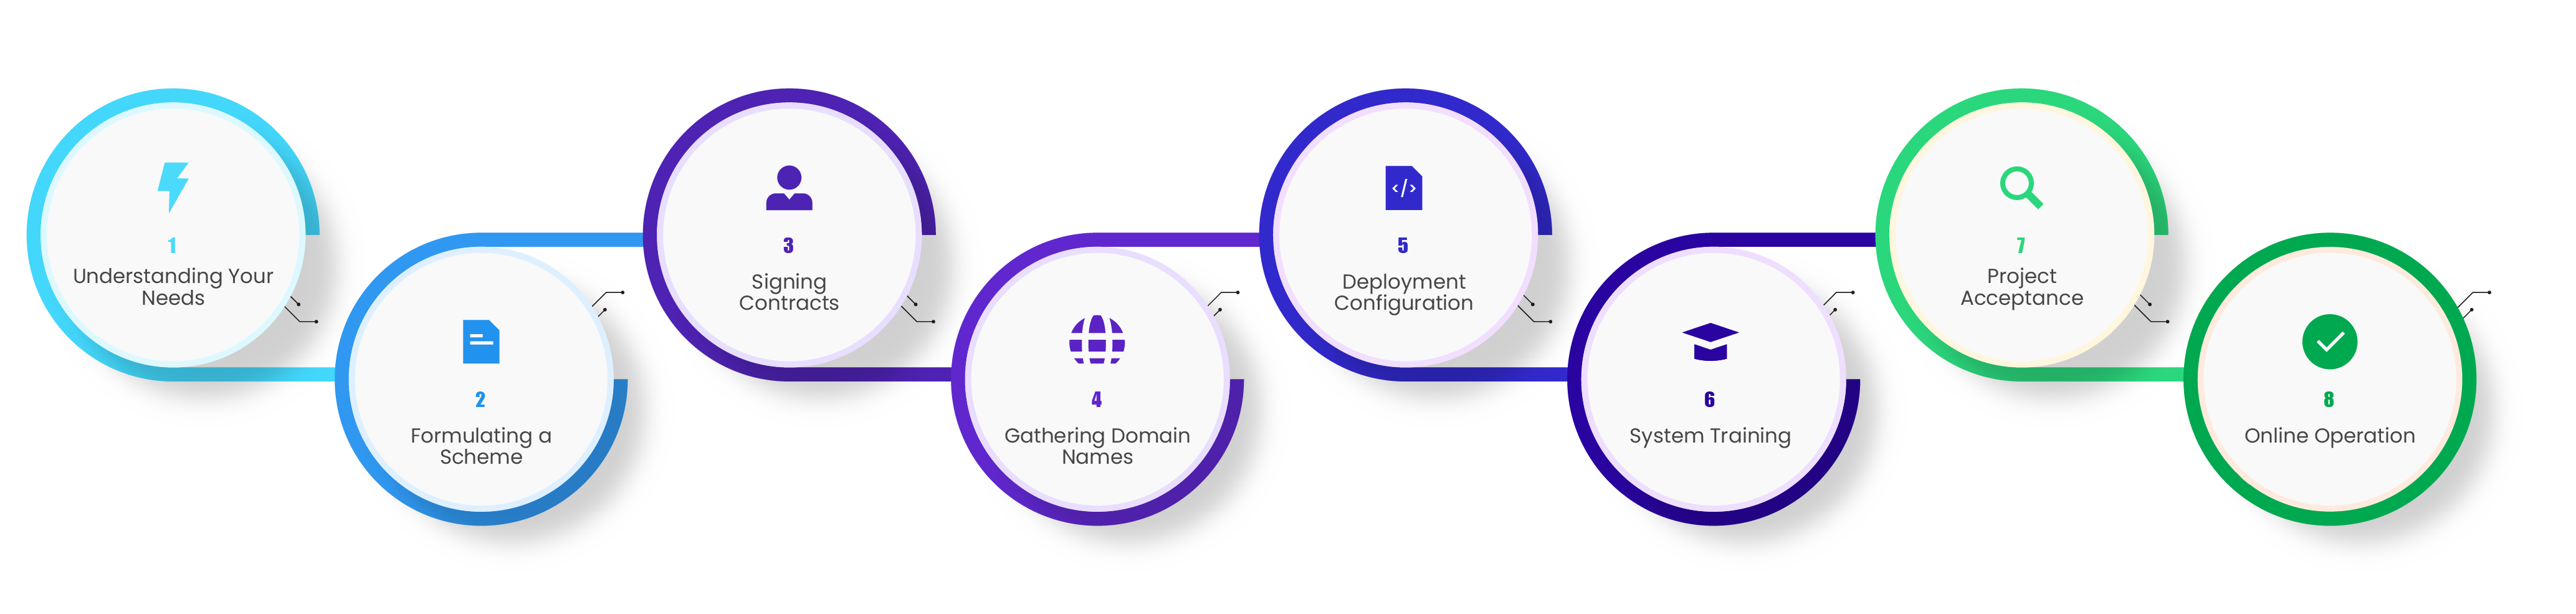 1
Understanding Your
Needs
2
Formulating a
Scheme
3
Signing
Contracts
4
Gathering Domain
Names
</>
5
Deployment
Configuration
6
System Training
7
Project
Acceptance
8
Online Operation